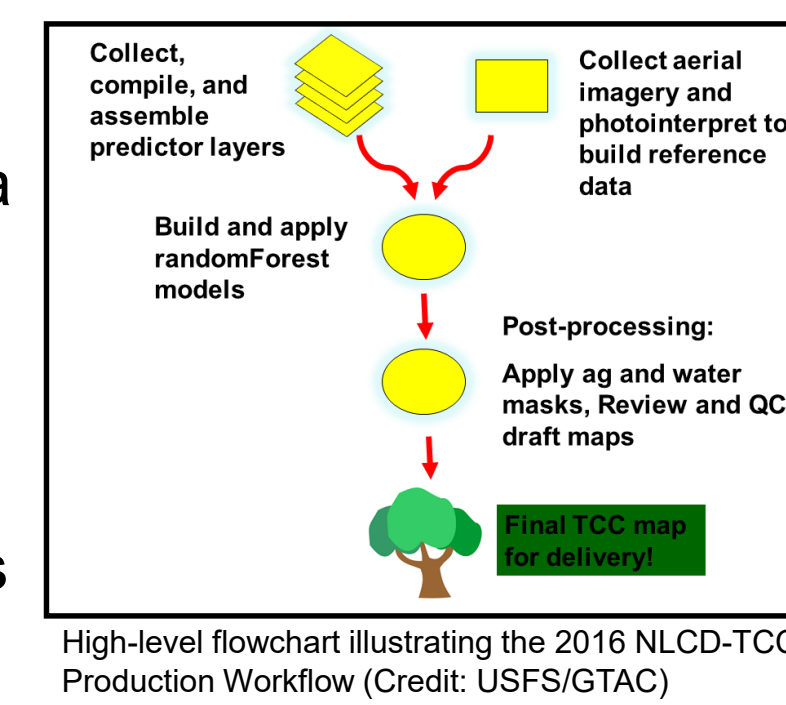 Collect,
compile, and
assemble
predictor layers
Collect aerial
imagery and
photointerpret to
build reference
data
Build and apply
randomForest
models
Post-processing:
Apply ag and water
masks, Review and QC
draft maps
Final TCC map
for delivery!
a
s
High-level flowchart illustrating the 2016 NLCD-TCC
Production Workflow (Credit: USFS/GTAC)